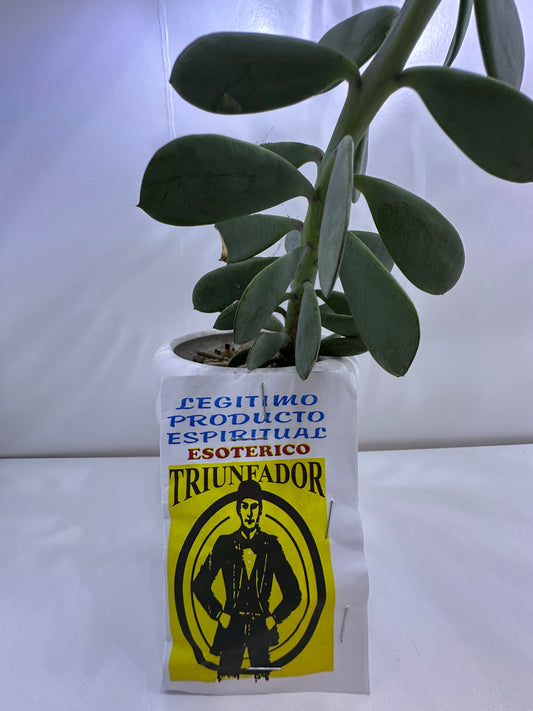 LEGITIMO
PRODUCTO
ESPIRITUAL
ESOTERICO
TRIUNFADOR